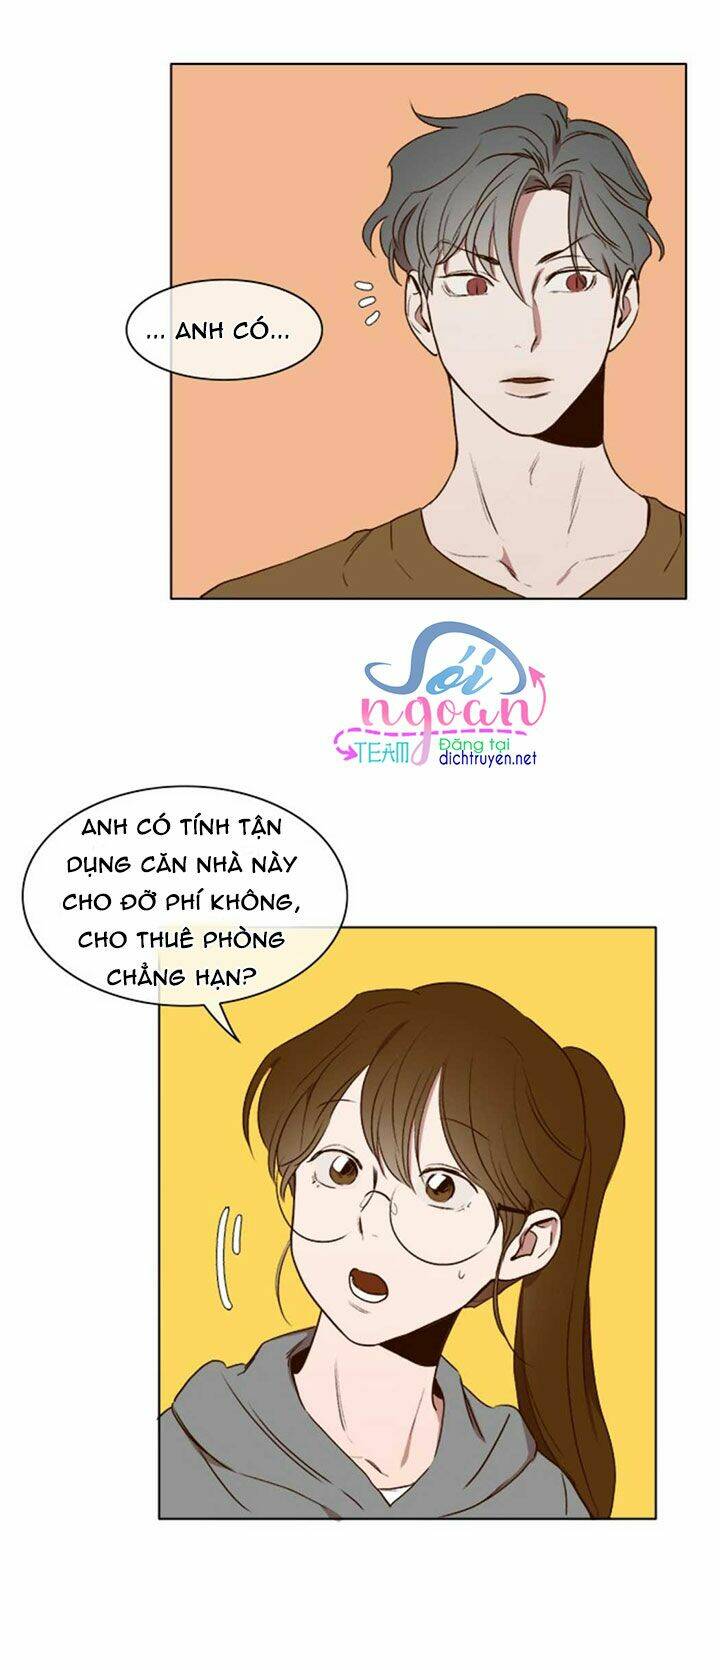 ... ANH CÓ...
Sói
ngoan
TEAM
Đăng tại
dichtruyen.net
ANH CÓ TÍNH TẬN
DỤNG CĂN NHÀ NÀY
CHO ĐỠ PHÍ KHÔNG,
CHO THUÊ PHÒNG
CHẲNG HẠN?